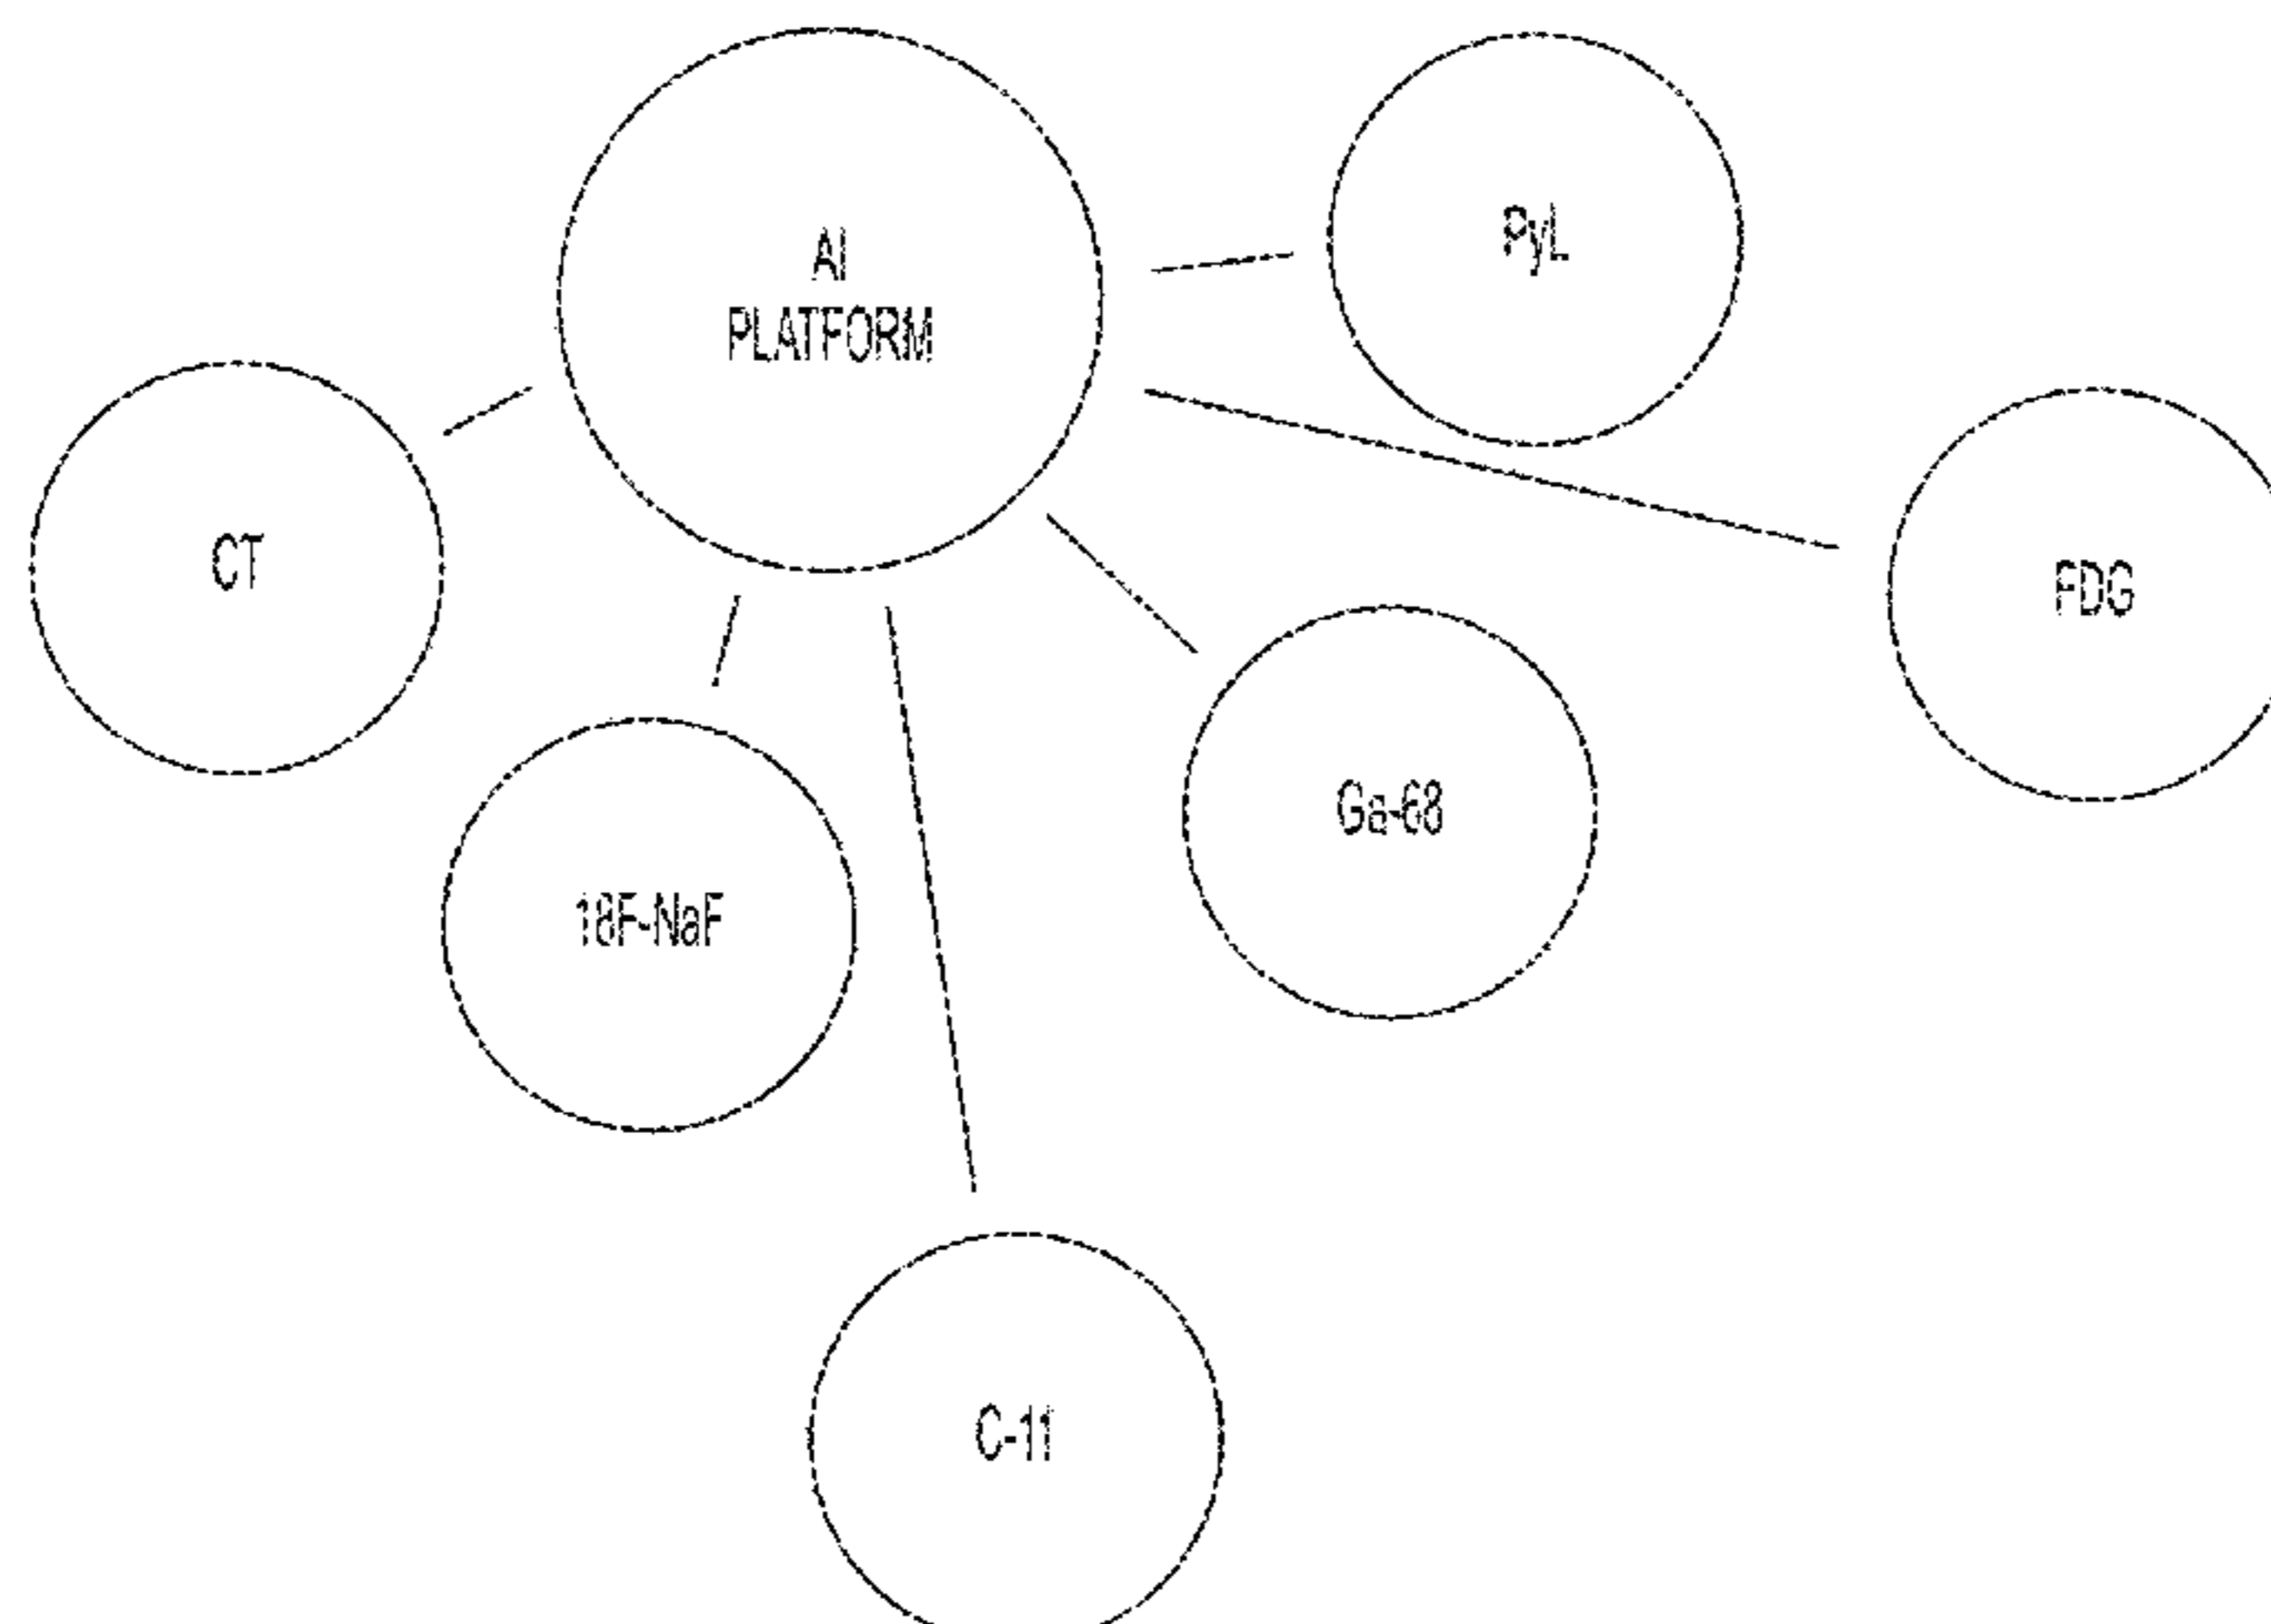 AI
PLATFORM
PyL
CT
FDG
Ga-68
18F-NaF
C-11